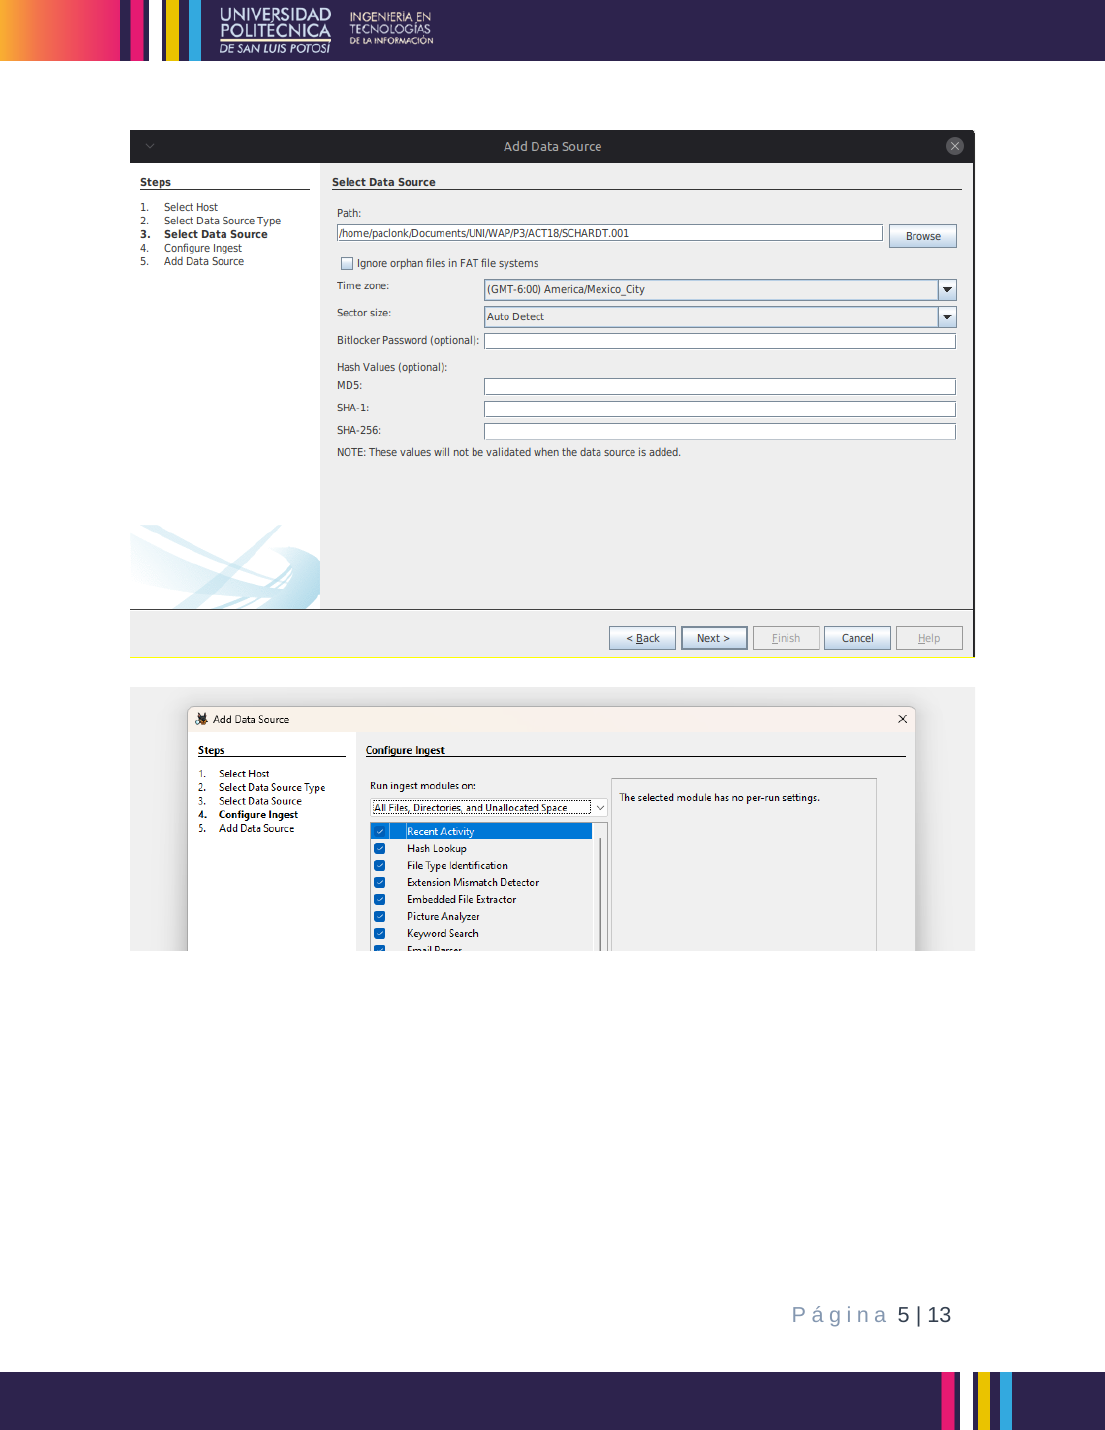 UNIVERSIDAD
POLITÉCNICA
DE SAN LUIS POTOSÍ
INGENIERÍA EN
TECNOLOGÍAS
DE LA INFORMACIÓN
Add Data Source
Steps
1. Select Host
2. Select Data Source Type
3. Select Data Source
4. Configure Ingest
5. Add Data Source
Select Data Source
Path:
/home/paclonk/Documents/UNI/WAP/P3/ACT18/SCHARDT.001
Browse
Ignore orphan files in FAT file systems
Time zone:
(GMT-6:00) America/Mexico_City
Sector size:
Auto Detect
Bitlocker Password (optional):
Hash Values (optional):
MD5:
SHA-1:
SHA-256:
NOTE: These values will not be validated when the data source is added.
< Back
Next >
Finish
Cancel
Help
Add Data Source
Steps
1. Select Host
2. Select Data Source Type
3. Select Data Source
4. Configure Ingest
5. Add Data Source
Configure Ingest
Run ingest modules on:
All Files, Directories, and Unallocated Space
Recent Activity
Hash Lookup
File Type Identification
Extension Mismatch Detector
Embedded File Extractor
Picture Analyzer
Keyword Search
Email Parser
The selected module has no per-run settings.
Página 5 | 13